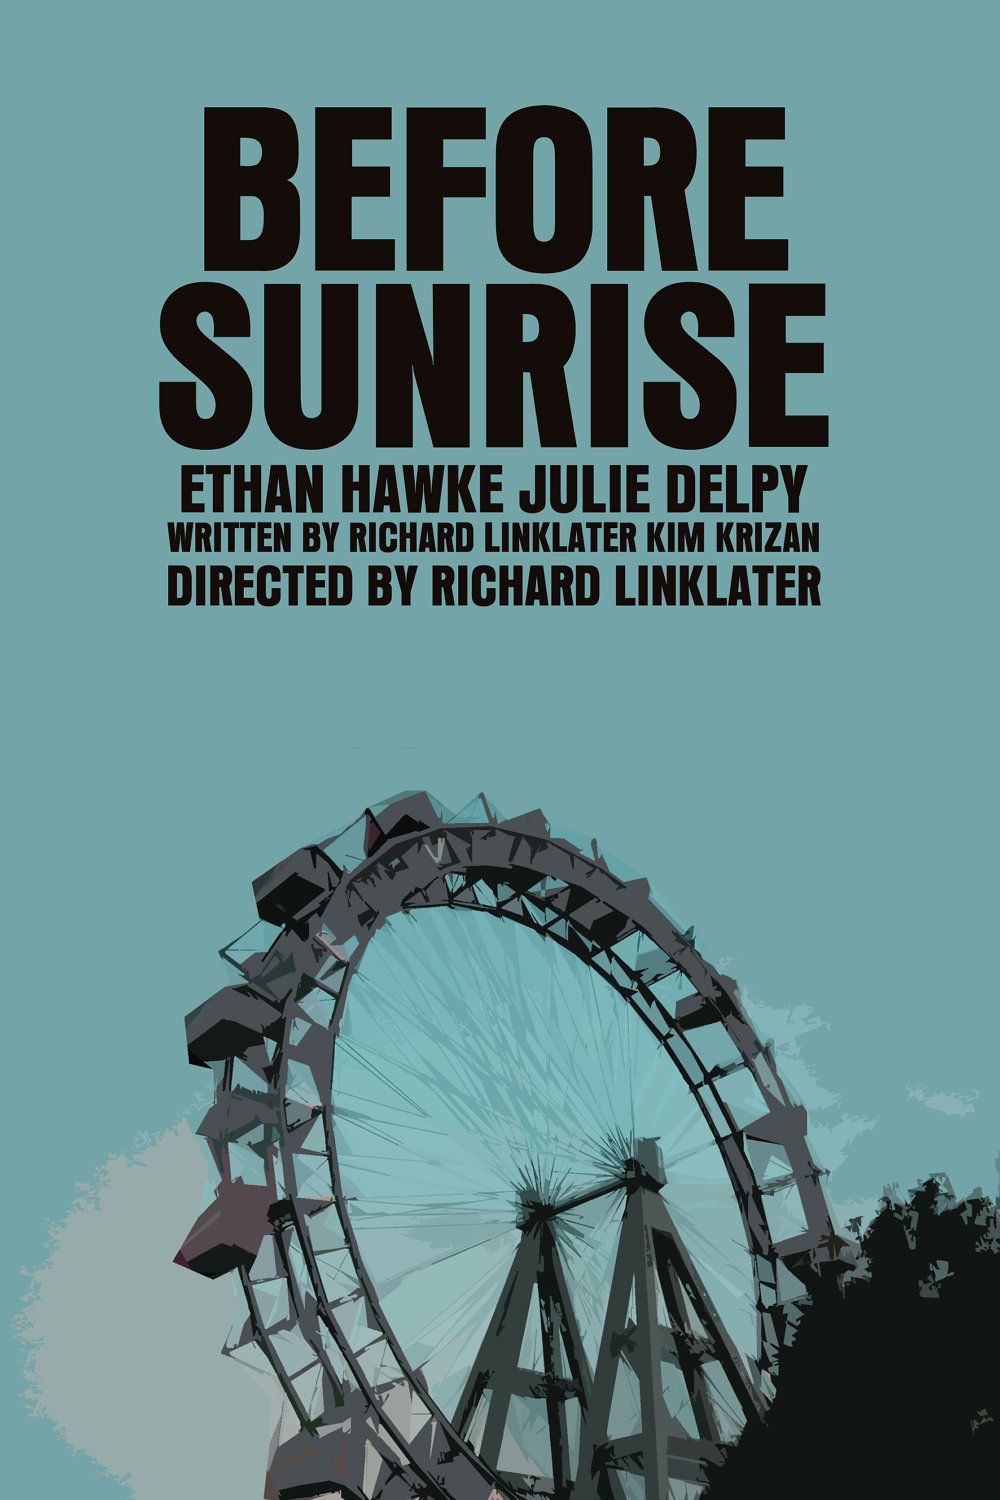 BEFORE
SUNRISE
ETHAN HAWKE JULIE DELPY
WRITTEN BY RICHARD LINKLATER KIM KRIZAN
DIRECTED BY RICHARD LINKLATER